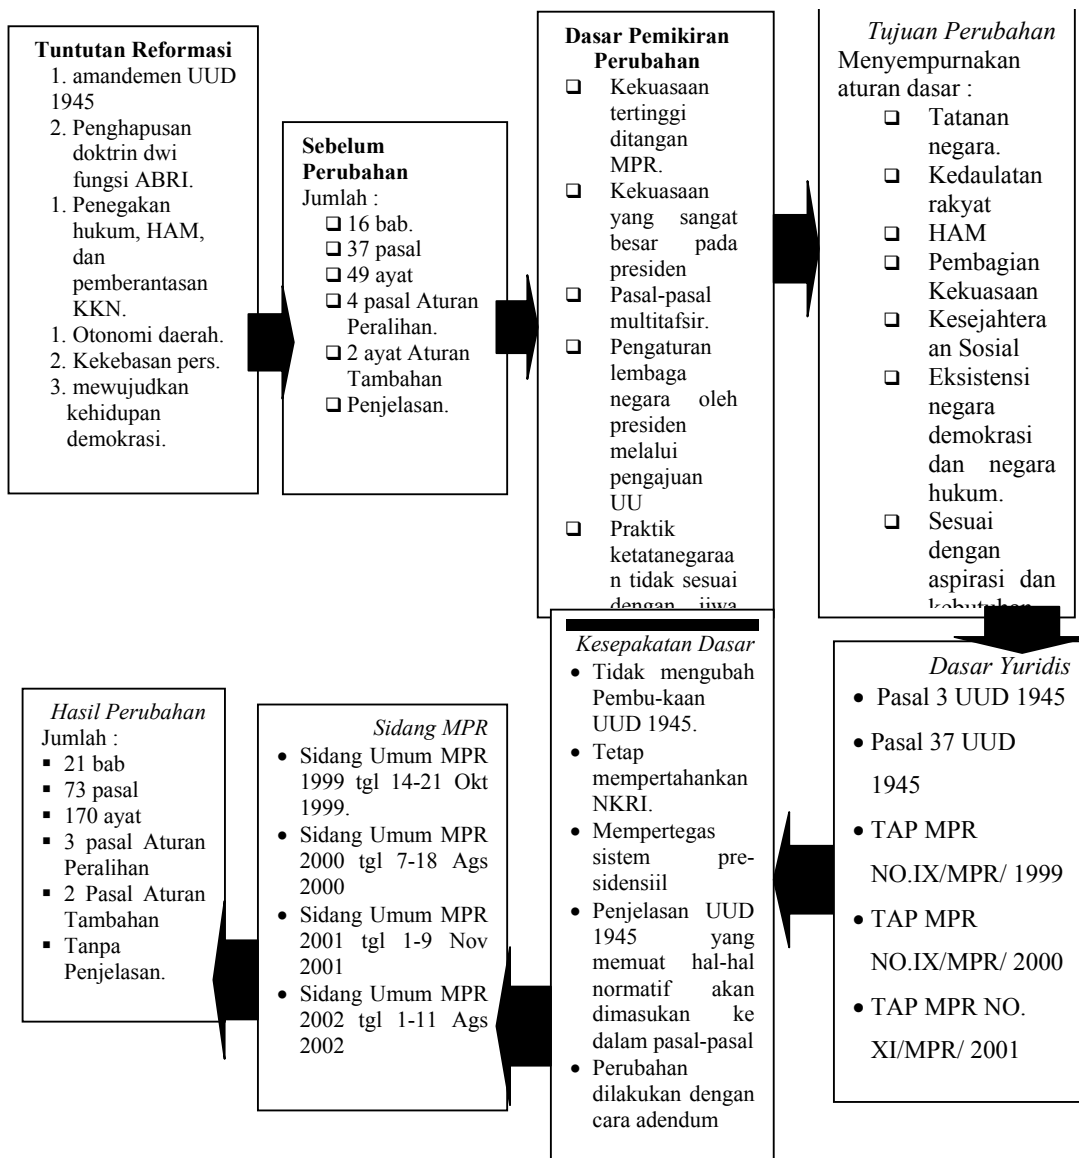 Tuntutan Reformasi
1. amandemen UUD
1945
2. Penghapusan
doktrin dwi
fungsi ABRI.
1. Penegakan
hukum, HAM,
dan
pemberantasan
KKN.
1. Otonomi daerah.
2. Kekebasan pers.
3. mewujudkan
kehidupan
demokrasi.
Sebelum
Perubahan
Jumlah :
❑ 16 bab.
❑ 37 pasal
❑ 49 ayat
❑ 4 pasal Aturan
Peralihan.
❑ 2 ayat Aturan
Tambahan
❑ Penjelasan.
Dasar Pemikiran
Perubahan
❑ Kekuasaan
tertinggi
ditangan
MPR.
❑ Kekuasaan
yang sangat
besar pada
presiden
❑ Pasal-pasal
multitafsir.
❑ Pengaturan
lembaga
negara oleh
presiden
melalui
pengajuan
UU
❑ Praktik
ketatanegaraa
n tidak sesuai
dengan jiwa
Tujuan Perubahan
Menyempurnakan
aturan dasar :
❑ Tatanan
negara.
❑ Kedaulatan
rakyat
❑ HAM
❑ Pembagian
Kekuasaan
❑ Kesejahtera
an Sosial
❑ Eksistensi
negara
demokrasi
dan negara
hukum.
❑ Sesuai
dengan
aspirasi dan
kebutuhan
Dasar Yuridis
• Pasal 3 UUD 1945
• Pasal 37 UUD
1945
• TAP MPR
NO.IX/MPR/ 1999
• TAP MPR
NO.IX/MPR/ 2000
• TAP MPR NO.
XI/MPR/ 2001
Kesepakatan Dasar
• Tidak mengubah
Pembu-kaan
UUD 1945.
• Tetap
mempertahankan
NKRI.
• Mempertegas
sistem pre-
sidensiil
• Penjelasan UUD
1945 yang
memuat hal-hal
normatif akan
dimasukan ke
dalam pasal-pasal
• Perubahan
dilakukan dengan
cara adendum
Sidang MPR
• Sidang Umum MPR
1999 tgl 14-21 Okt
1999.
• Sidang Umum MPR
2000 tgl 7-18 Ags
2000
• Sidang Umum MPR
2001 tgl 1-9 Nov
2001
• Sidang Umum MPR
2002 tgl 1-11 Ags
2002
Hasil Perubahan
Jumlah :
▪ 21 bab
▪ 73 pasal
▪ 170 ayat
▪ 3 pasal Aturan
Peralihan
▪ 2 Pasal Aturan
Tambahan
▪ Tanpa
Penjelasan.